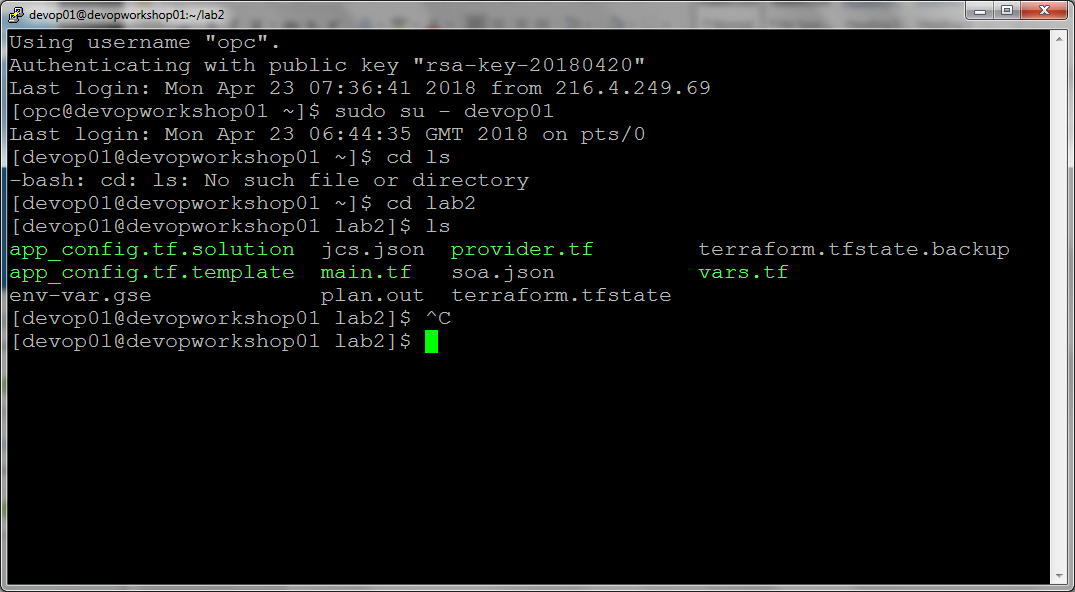 devop01@devopworkshop01:~/lab2
Using username "opc".
Authenticating with public key "rsa-key-20180420"
Last login: Mon Apr 23 07:36:41 2018 from 216.4.249.69
[opc@devopworkshop01 ~]$ sudo su - devop01
Last login: Mon Apr 23 06:44:35 GMT 2018 on pts/0
[devop01@devopworkshop01 ~]$ cd ls
-bash: cd: ls: No such file or directory
[devop01@devopworkshop01 ~]$ cd lab2
[devop01@devopworkshop01 lab2]$ ls
app_config.tf.solution  jcs.json  provider.tf        terraform.tfstate.backup
app_config.tf.template  main.tf   soa.json           vars.tf
env-var.gse             plan.out  terraform.tfstate
[devop01@devopworkshop01 lab2]$ ^C
[devop01@devopworkshop01 lab2]$